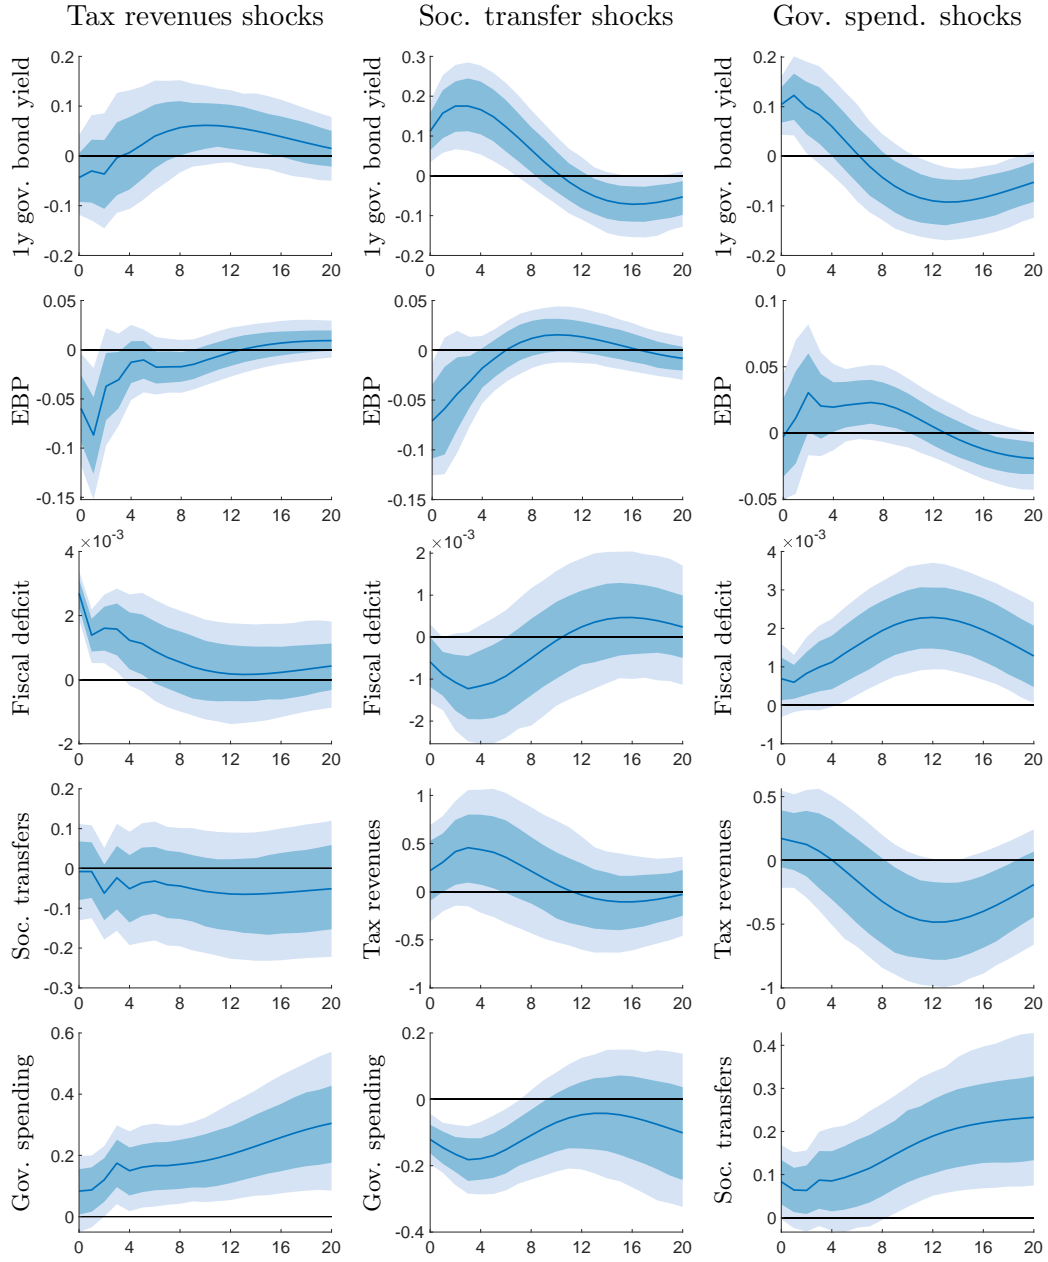 Tax revenues shocks
Soc. transfer shocks
Gov. spend. shocks
1y gov. bond yield
0.2
0.1
0
-0.1
-0.2
0 4 8 12 16 20
1y gov. bond yield
0.3
0.2
0.1
0
-0.1
-0.2
0 4 8 12 16 20
1y gov. bond yield
0.2
0.1
0
-0.1
-0.2
0 4 8 12 16 20
EBP
0.05
0
-0.05
-0.1
-0.15
0 4 8 12 16 20
EBP
0.05
0
-0.05
-0.1
-0.15
0 4 8 12 16 20
EBP
0.1
0.05
0
-0.05
0 4 8 12 16 20
Fiscal deficit
×10-3
4
2
0
-2
0 4 8 12 16 20
Fiscal deficit
×10-3
2
1
0
-1
-2
0 4 8 12 16 20
Fiscal deficit
×10-3
4
3
2
1
0
-1
0 4 8 12 16 20
Soc. transfers
0.2
0.1
0
-0.1
-0.2
-0.3
0 4 8 12 16 20
Tax revenues
1
0.5
0
-0.5
-1
0 4 8 12 16 20
Tax revenues
0.5
0
-0.5
-1
0 4 8 12 16 20
Gov. spending
0.6
0.4
0.2
0
0 4 8 12 16 20
Gov. spending
0.2
0
-0.2
-0.4
0 4 8 12 16 20
Soc. transfers
0.4
0.3
0.2
0.1
0
0 4 8 12 16 20